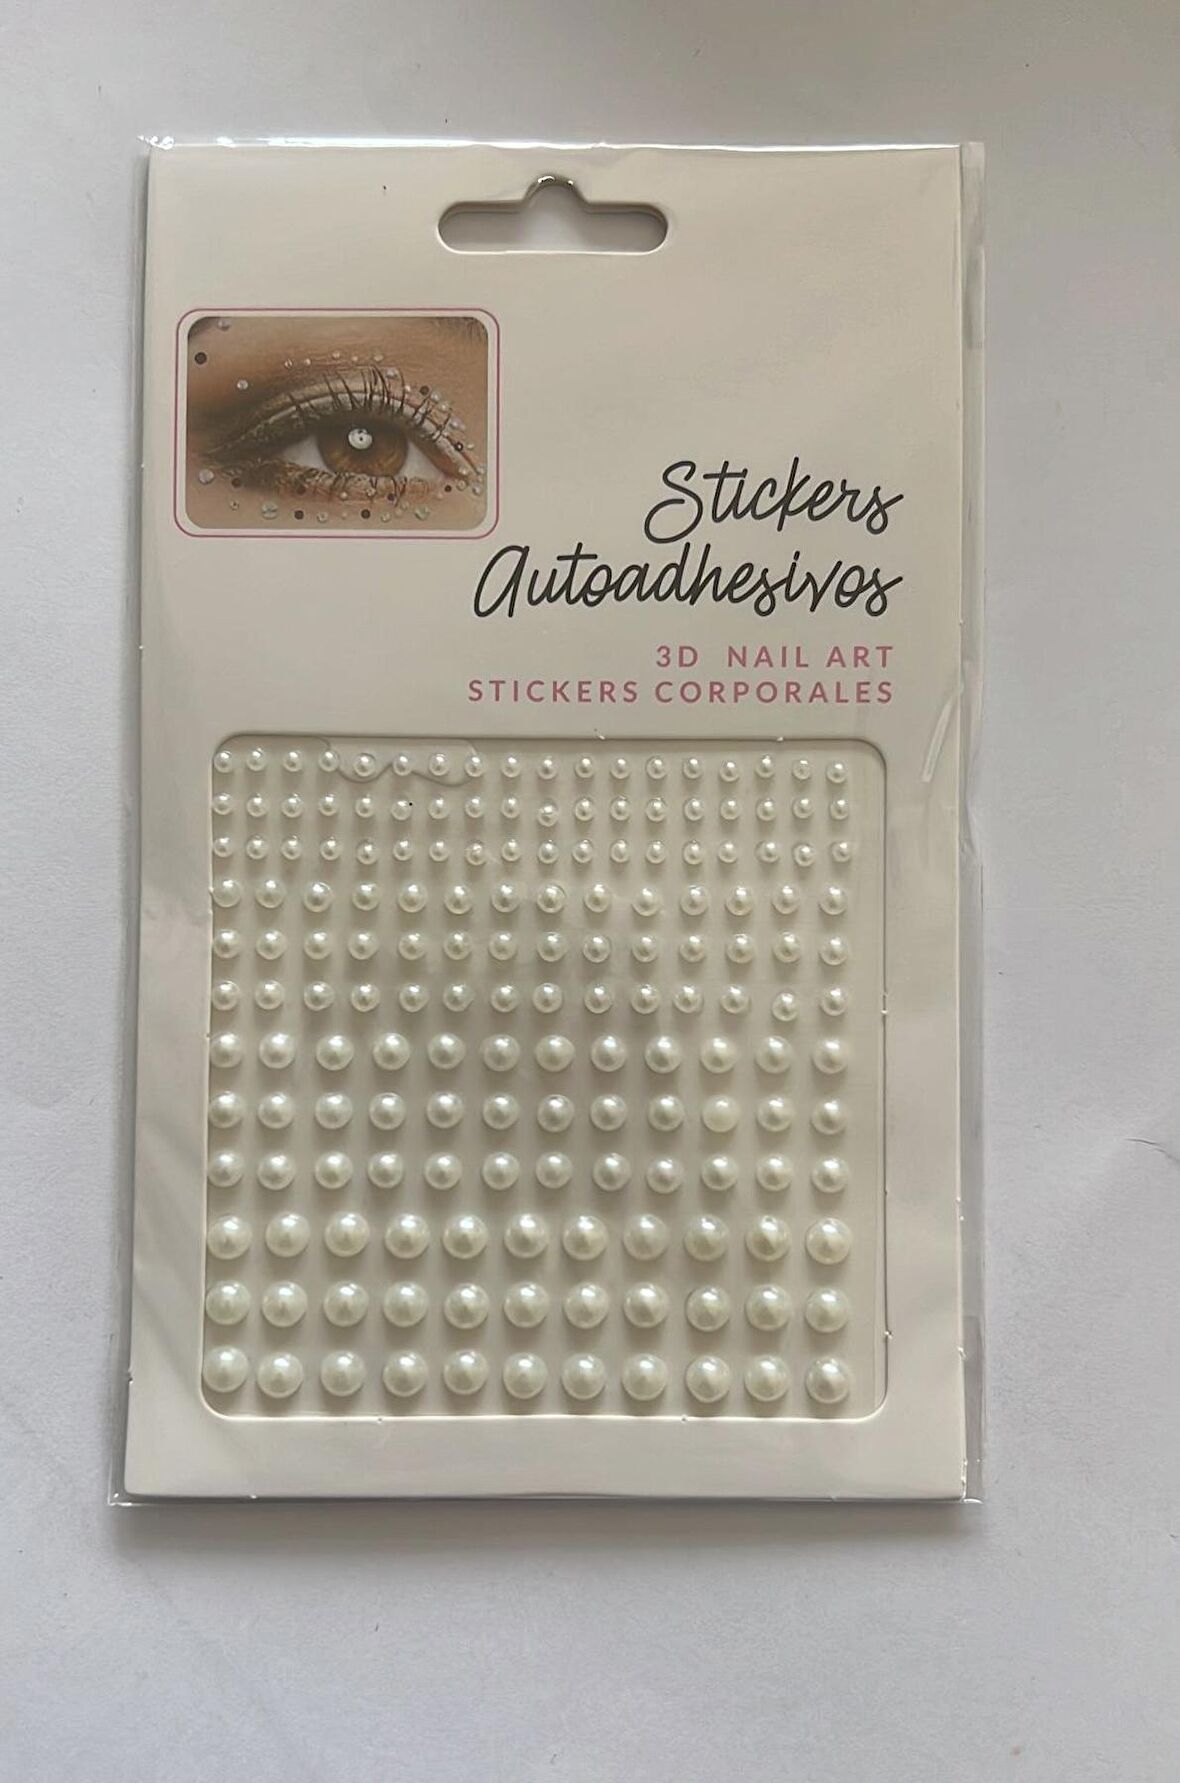 Stickers
Autoadhesivos
3D NAIL ART
STICKERS CORPORALES